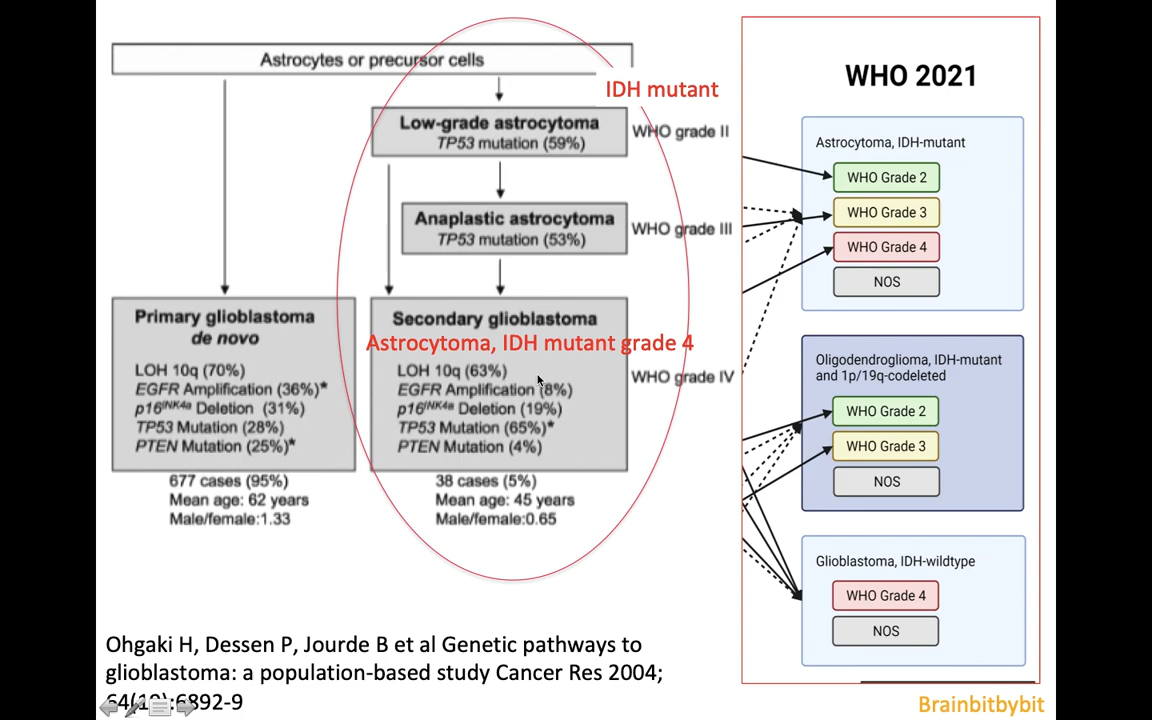 Astrocytes or precursor cells
IDH mutant
Low-grade astrocytoma
TP53 mutation (59%)
WHO grade II
Anaplastic astrocytoma
TP53 mutation (53%)
WHO grade III
Primary glioblastoma
de novo
LOH 10q (70%)
EGFR Amplification (36%)*
p16INK4a Deletion (31%)
TP53 Mutation (28%)
PTEN Mutation (25%)*
677 cases (95%)
Mean age: 62 years
Male/female:1.33
Secondary glioblastoma
Astrocytoma, IDH mutant grade 4
LOH 10q (63%)
EGFR Amplification (8%)
p16INK4a Deletion (19%)
TP53 Mutation (65%)*
PTEN Mutation (4%)
WHO grade IV
38 cases (5%)
Mean age: 45 years
Male/female:0.65
WHO 2021
Astrocytoma, IDH-mutant
WHO Grade 2
WHO Grade 3
WHO Grade 4
NOS
Oligodendroglioma, IDH-mutant
and 1p/19q-codeleted
WHO Grade 2
WHO Grade 3
NOS
Glioblastoma, IDH-wildtype
WHO Grade 4
NOS
Ohgaki H, Dessen P, Jourde B et al Genetic pathways to
glioblastoma: a population-based study Cancer Res 2004;
64(19):6892-9
Brainbitbybit